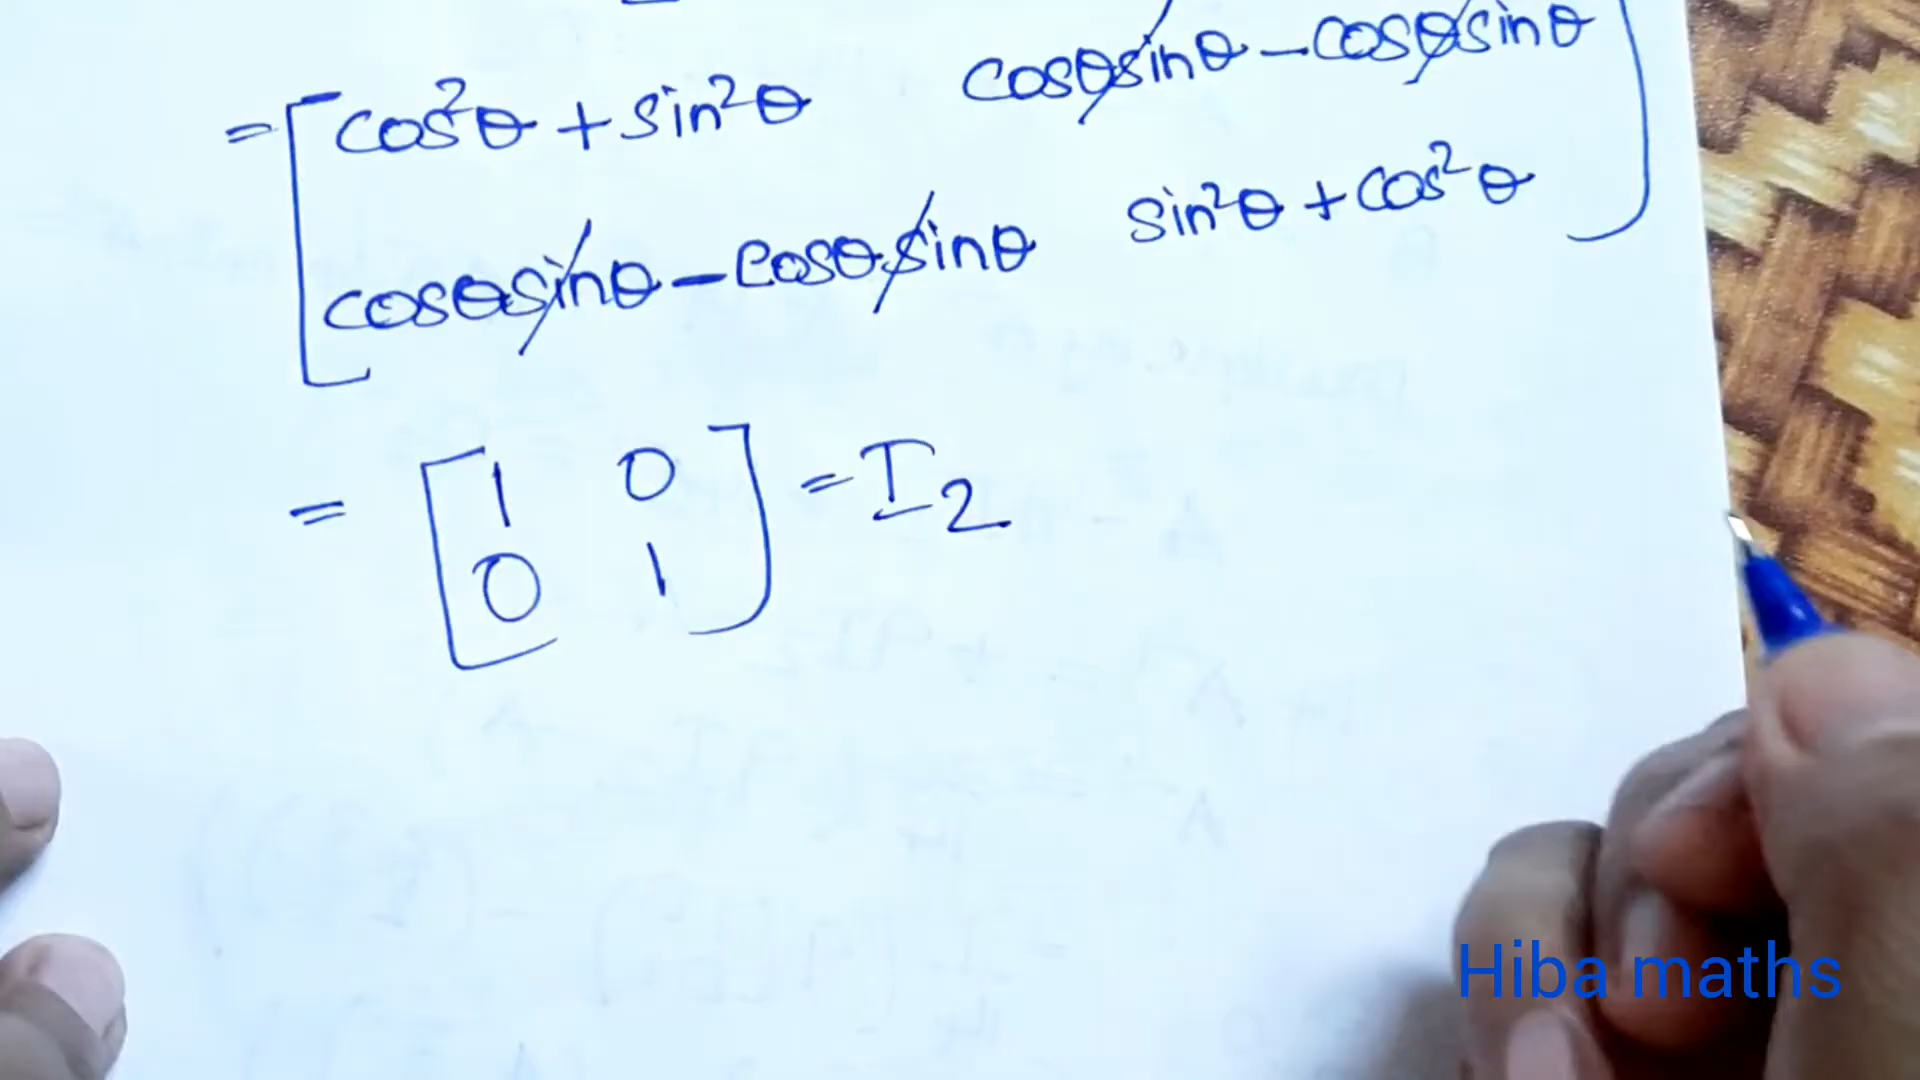 = [ cos²θ + sin²θ cosθsinθ – cosθsinθ
cosθsinθ – cosθsinθ sin²θ + cos²θ ]
= [ 1 0
0 1 ] = I₂
Hiba maths